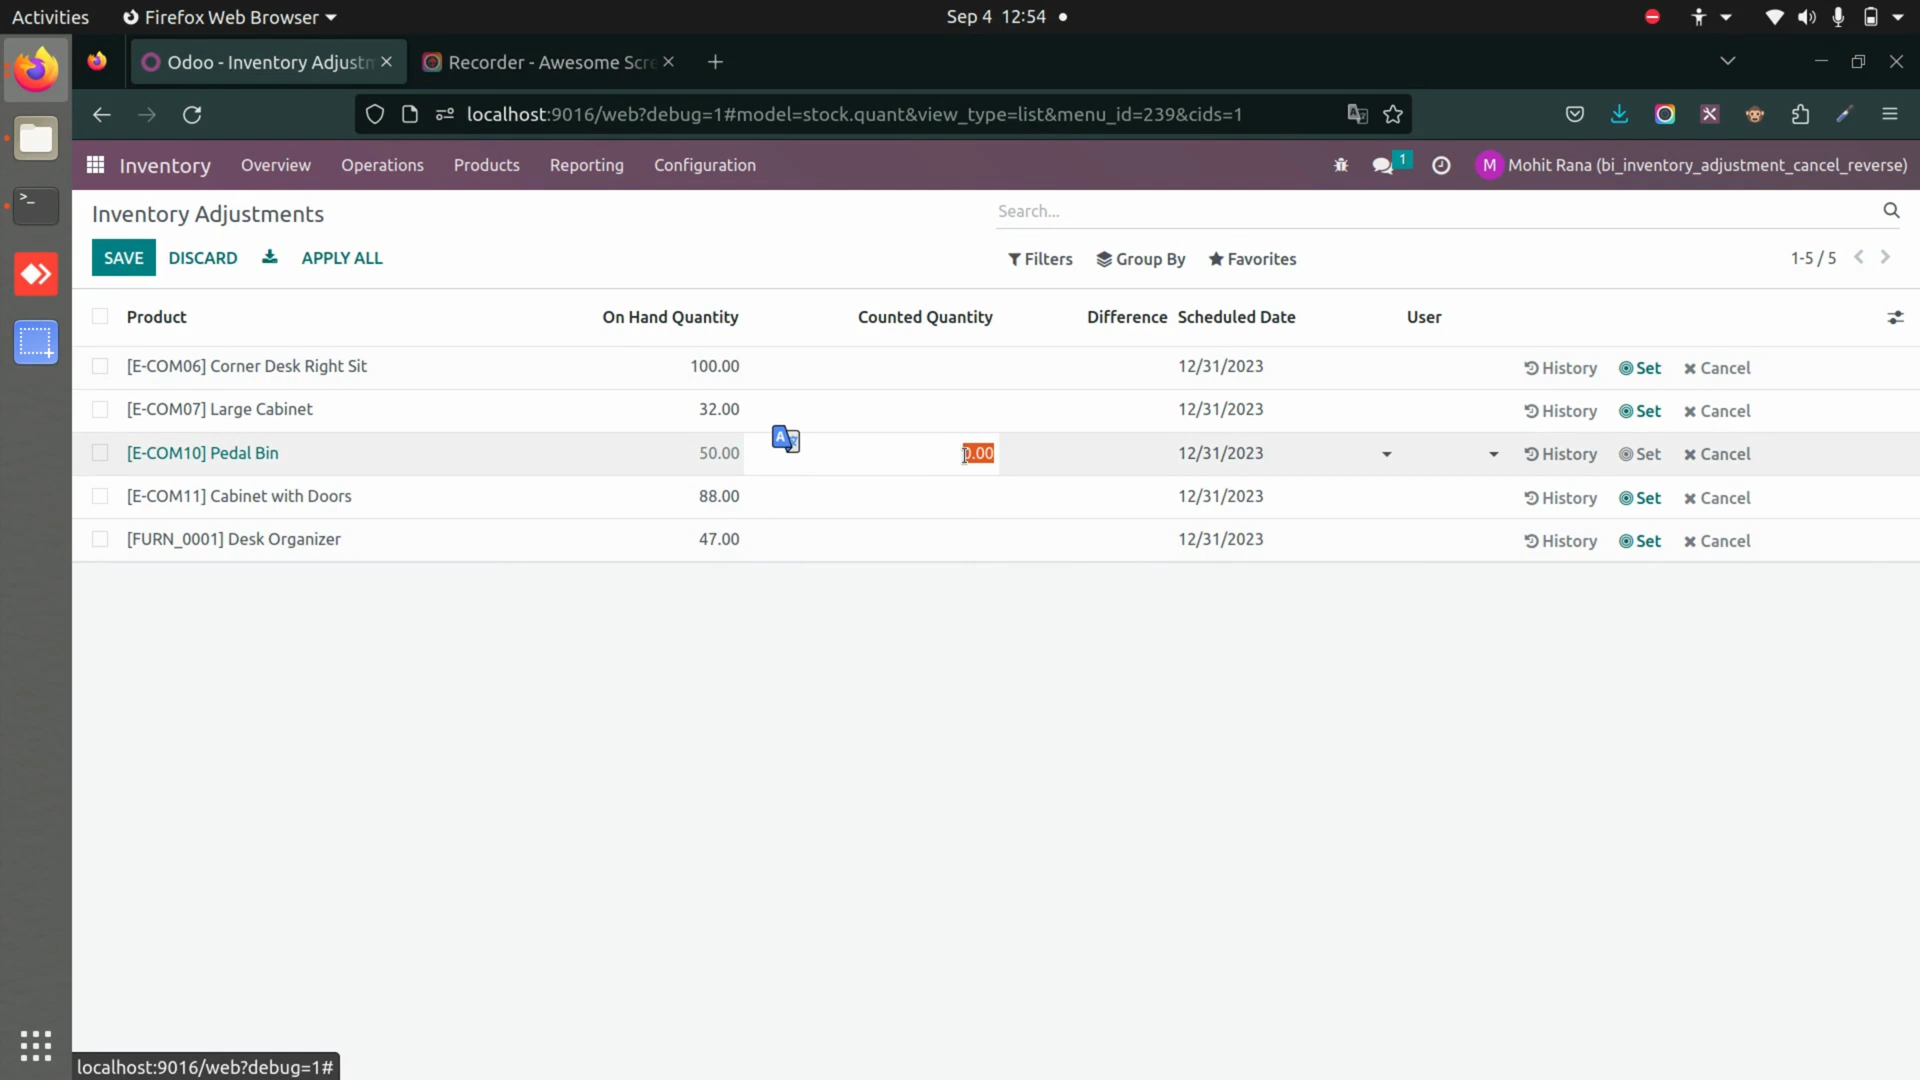 Activities Firefox Web Browser Sep 4 12:54
Odoo - Inventory Adjustm Recorder - Awesome Scre
localhost:9016/web?debug=1#model=stock.quant&view_type=list&menu_id=239&cids=1
Inventory Overview Operations Products Reporting Configuration 1 M Mohit Rana (bi_inventory_adjustment_cancel_reverse)
Inventory Adjustments Search...
SAVE DISCARD APPLY ALL Filters Group By Favorites 1-5 / 5
Product On Hand Quantity Counted Quantity Difference Scheduled Date User
[E-COM06] Corner Desk Right Sit 100.00 12/31/2023 History Set Cancel
[E-COM07] Large Cabinet 32.00 12/31/2023 History Set Cancel
[E-COM10] Pedal Bin 50.00 0.00 12/31/2023 History Set Cancel
[E-COM11] Cabinet with Doors 88.00 12/31/2023 History Set Cancel
[FURN_0001] Desk Organizer 47.00 12/31/2023 History Set Cancel
localhost:9016/web?debug=1#